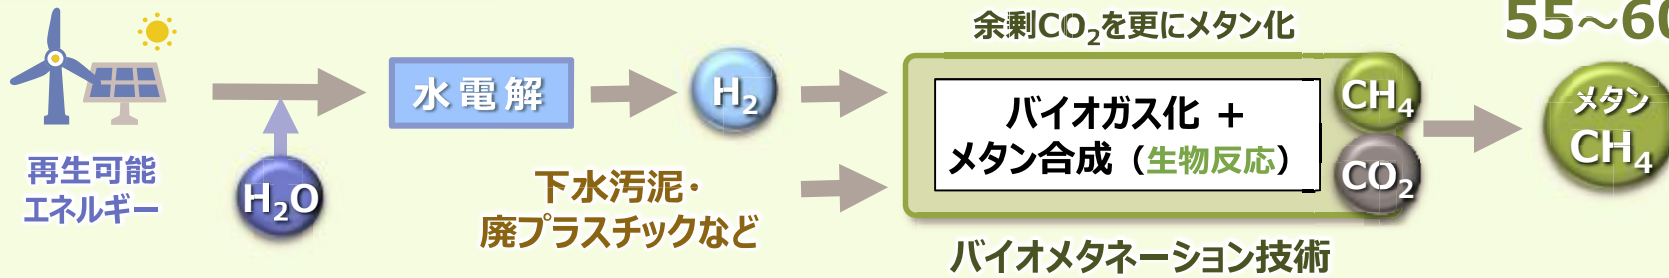 再生可能
エネルギー
H₂O
水電解
H₂
下水汚泥・
廃プラスチックなど
余剰CO₂を更にメタン化
バイオガス化 +
メタン合成（生物反応）
CH₄
CO₂
バイオメタネーション技術
55～60
メタン
CH₄